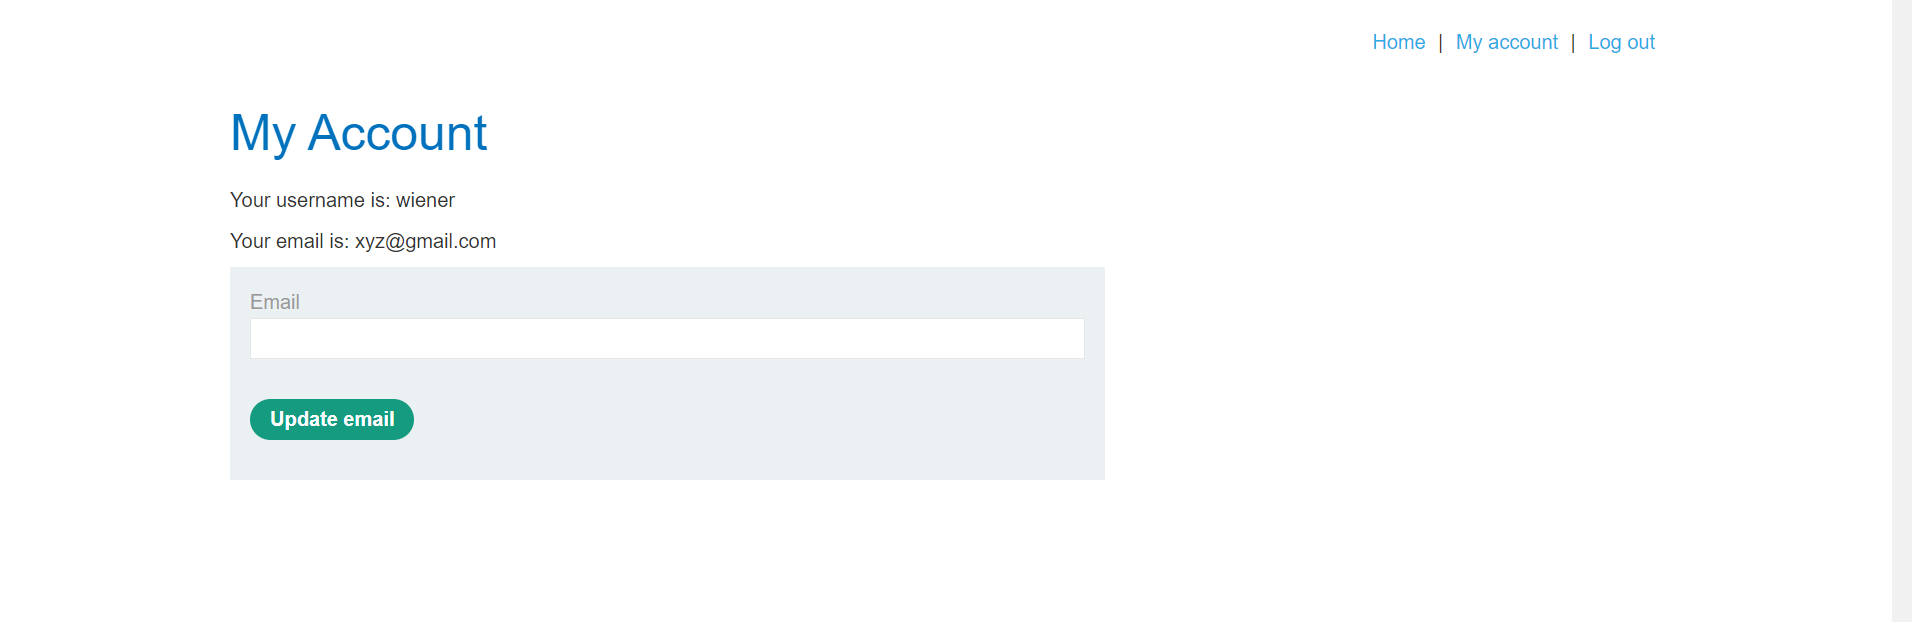 Home | My account | Log out
My Account
Your username is: wiener
Your email is: xyz@gmail.com
Email
Update email